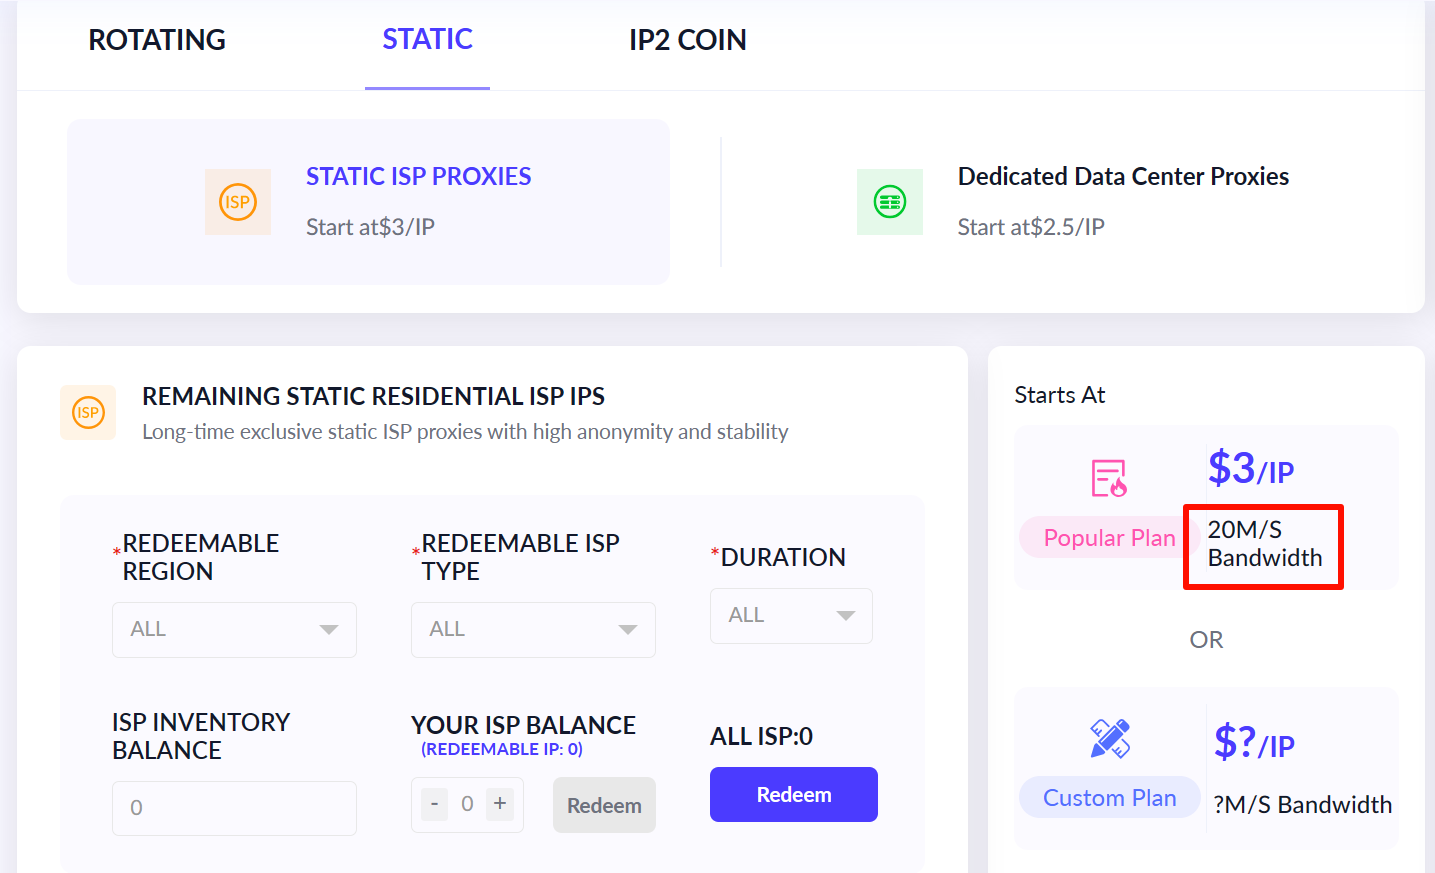 ROTATING
STATIC
IP2 COIN
ISP
STATIC ISP PROXIES
Start at$3/IP
Dedicated Data Center Proxies
Start at$2.5/IP
ISP
REMAINING STATIC RESIDENTIAL ISP IPS
Long-time exclusive static ISP proxies with high anonymity and stability
*REDEEMABLE
REGION
ALL
*REDEEMABLE ISP
TYPE
ALL
*DURATION
ALL
ISP INVENTORY
BALANCE
0
YOUR ISP BALANCE
(REDEEMABLE IP: 0)
- 0 +
Redeem
ALL ISP:0
Redeem
Starts At
Popular Plan
$3/IP
20M/S
Bandwidth
OR
Custom Plan
$?/IP
?M/S Bandwidth